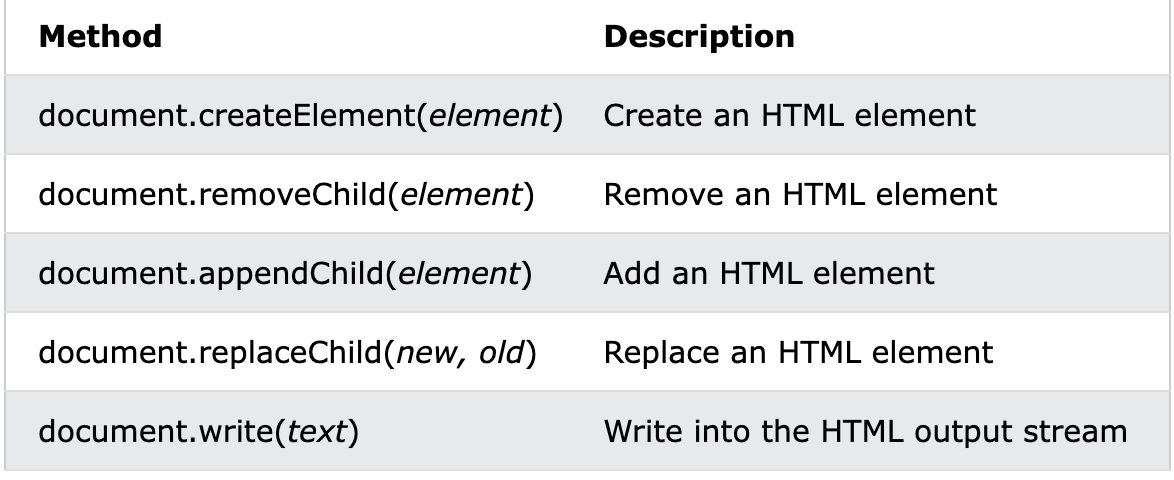 Method Description
document.createElement(element) Create an HTML element
document.removeChild(element) Remove an HTML element
document.appendChild(element) Add an HTML element
document.replaceChild(new, old) Replace an HTML element
document.write(text) Write into the HTML output stream